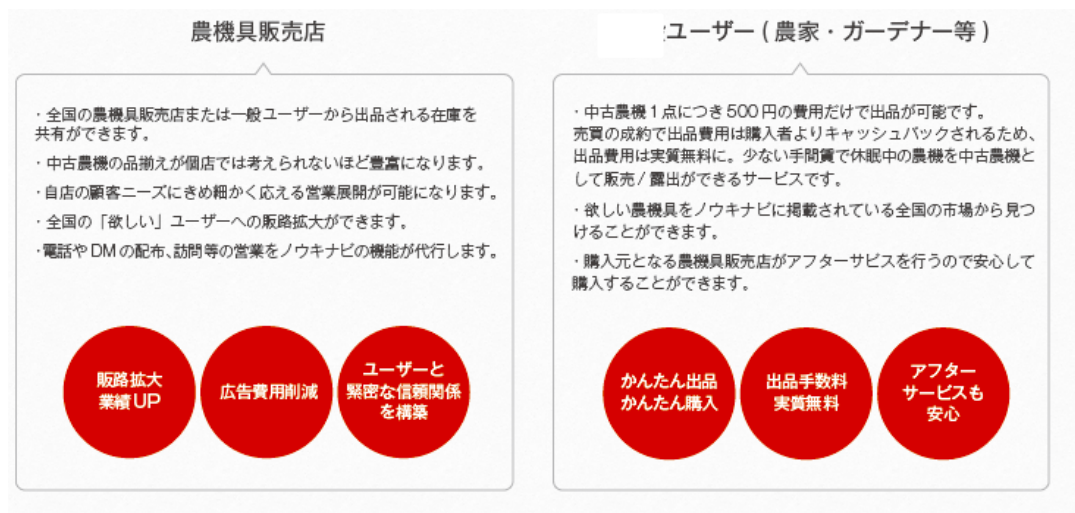 農機具販売店
・全国の農機具販売店または一般ユーザーから出品される在庫を
共有ができます。
・中古農機の品揃えが個店では考えられないほど豊富になります。
・自店の顧客ニーズにきめ細かく応える営業展開が可能になります。
・全国の「欲しい」ユーザーへの販路拡大ができます。
・電話やDMの配布、訪問等の営業をノウキナビの機能が代行します。
販路拡大
業績UP
広告費用削減
ユーザーと
緊密な信頼関係
を構築
ユーザー(農家・ガーデナー等)
・中古農機1点につき500円の費用だけで出品が可能です。
売買の成約で出品費用は購入者よりキャッシュバックされるため、
出品費用は実質無料に。少ない手間賃で休眠中の農機を中古農機と
して販売/露出ができるサービスです。
・欲しい農機具をノウキナビに掲載されている全国の市場から見つ
けることができます。
・購入元となる農機具販売店がアフターサビスを行うので安心して
購入することができます。
かんたん出品
かんたん購入
出品手数料
実質無料
アフター
サービスも
安心